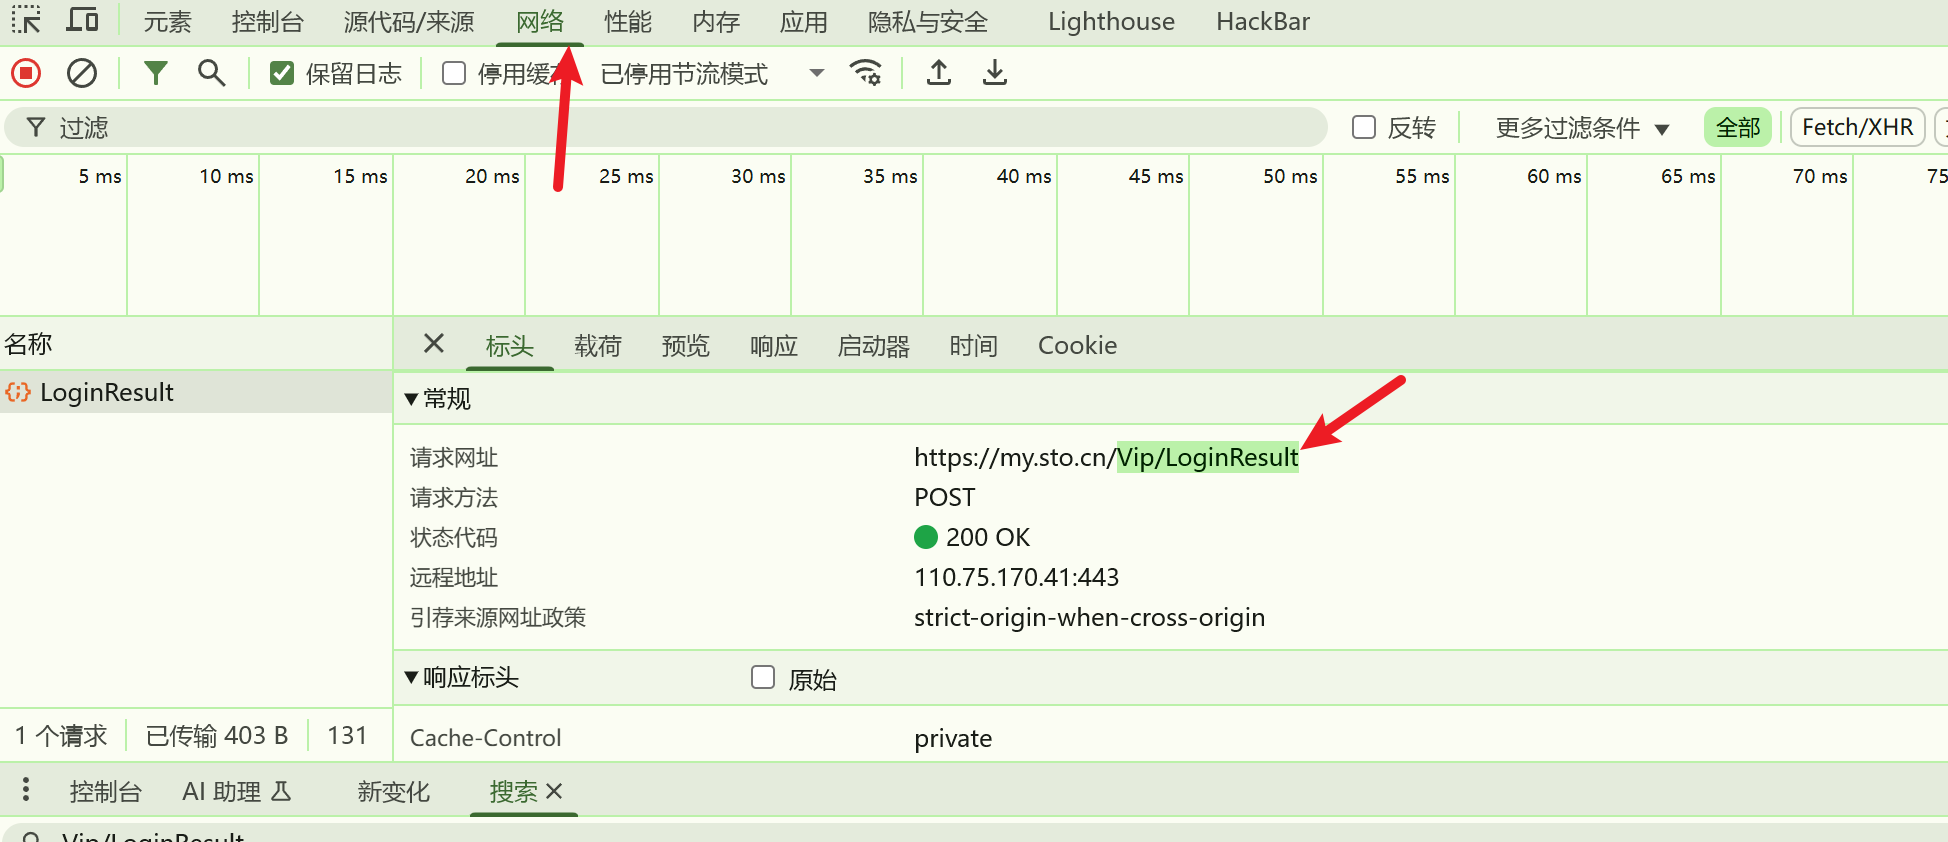 元素 控制台 源代码/来源 网络 性能 内存 应用 隐私与安全 Lighthouse HackBar
保留日志 停用缓 已停用节流模式
过滤 反转 更多过滤条件 全部 Fetch/XHR
5 ms 10 ms 15 ms 20 ms 25 ms 30 ms 35 ms 40 ms 45 ms 50 ms 55 ms 60 ms 65 ms 70 ms 75
名称 标头 载荷 预览 响应 启动器 时间 Cookie
LoginResult
常规
请求网址 https://my.sto.cn/Vip/LoginResult
请求方法 POST
状态代码 200 OK
远程地址 110.75.170.41:443
引荐来源网址政策 strict-origin-when-cross-origin
响应标头 原始
Cache-Control private
1 个请求 已传输 403 B 131
控制台 AI 助理 新变化 搜索
Vip/LoginResult